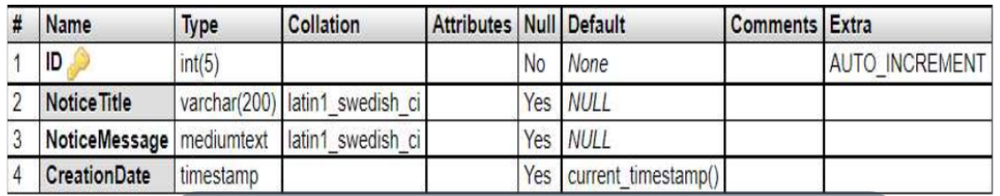 # Name Type Collation Attributes Null Default Comments Extra
1 ID int(5) No None AUTO_INCREMENT
2 NoticeTitle varchar(200) latin1_swedish_ci Yes NULL
3 NoticeMessage mediumtext latin1_swedish_ci Yes NULL
4 CreationDate timestamp Yes current_timestamp()